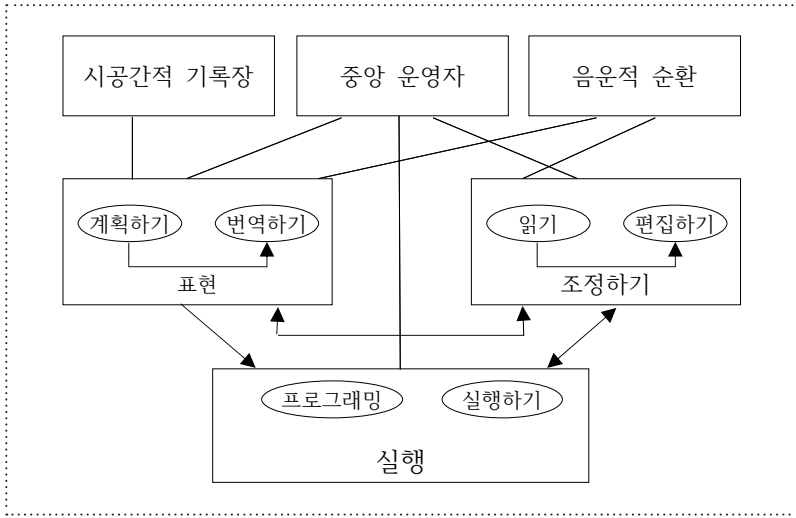 시공간적 기록장
중앙 운영자
음운적 순환
계획하기
번역하기
표현
읽기
편집하기
조정하기
프로그래밍
실행하기
실행